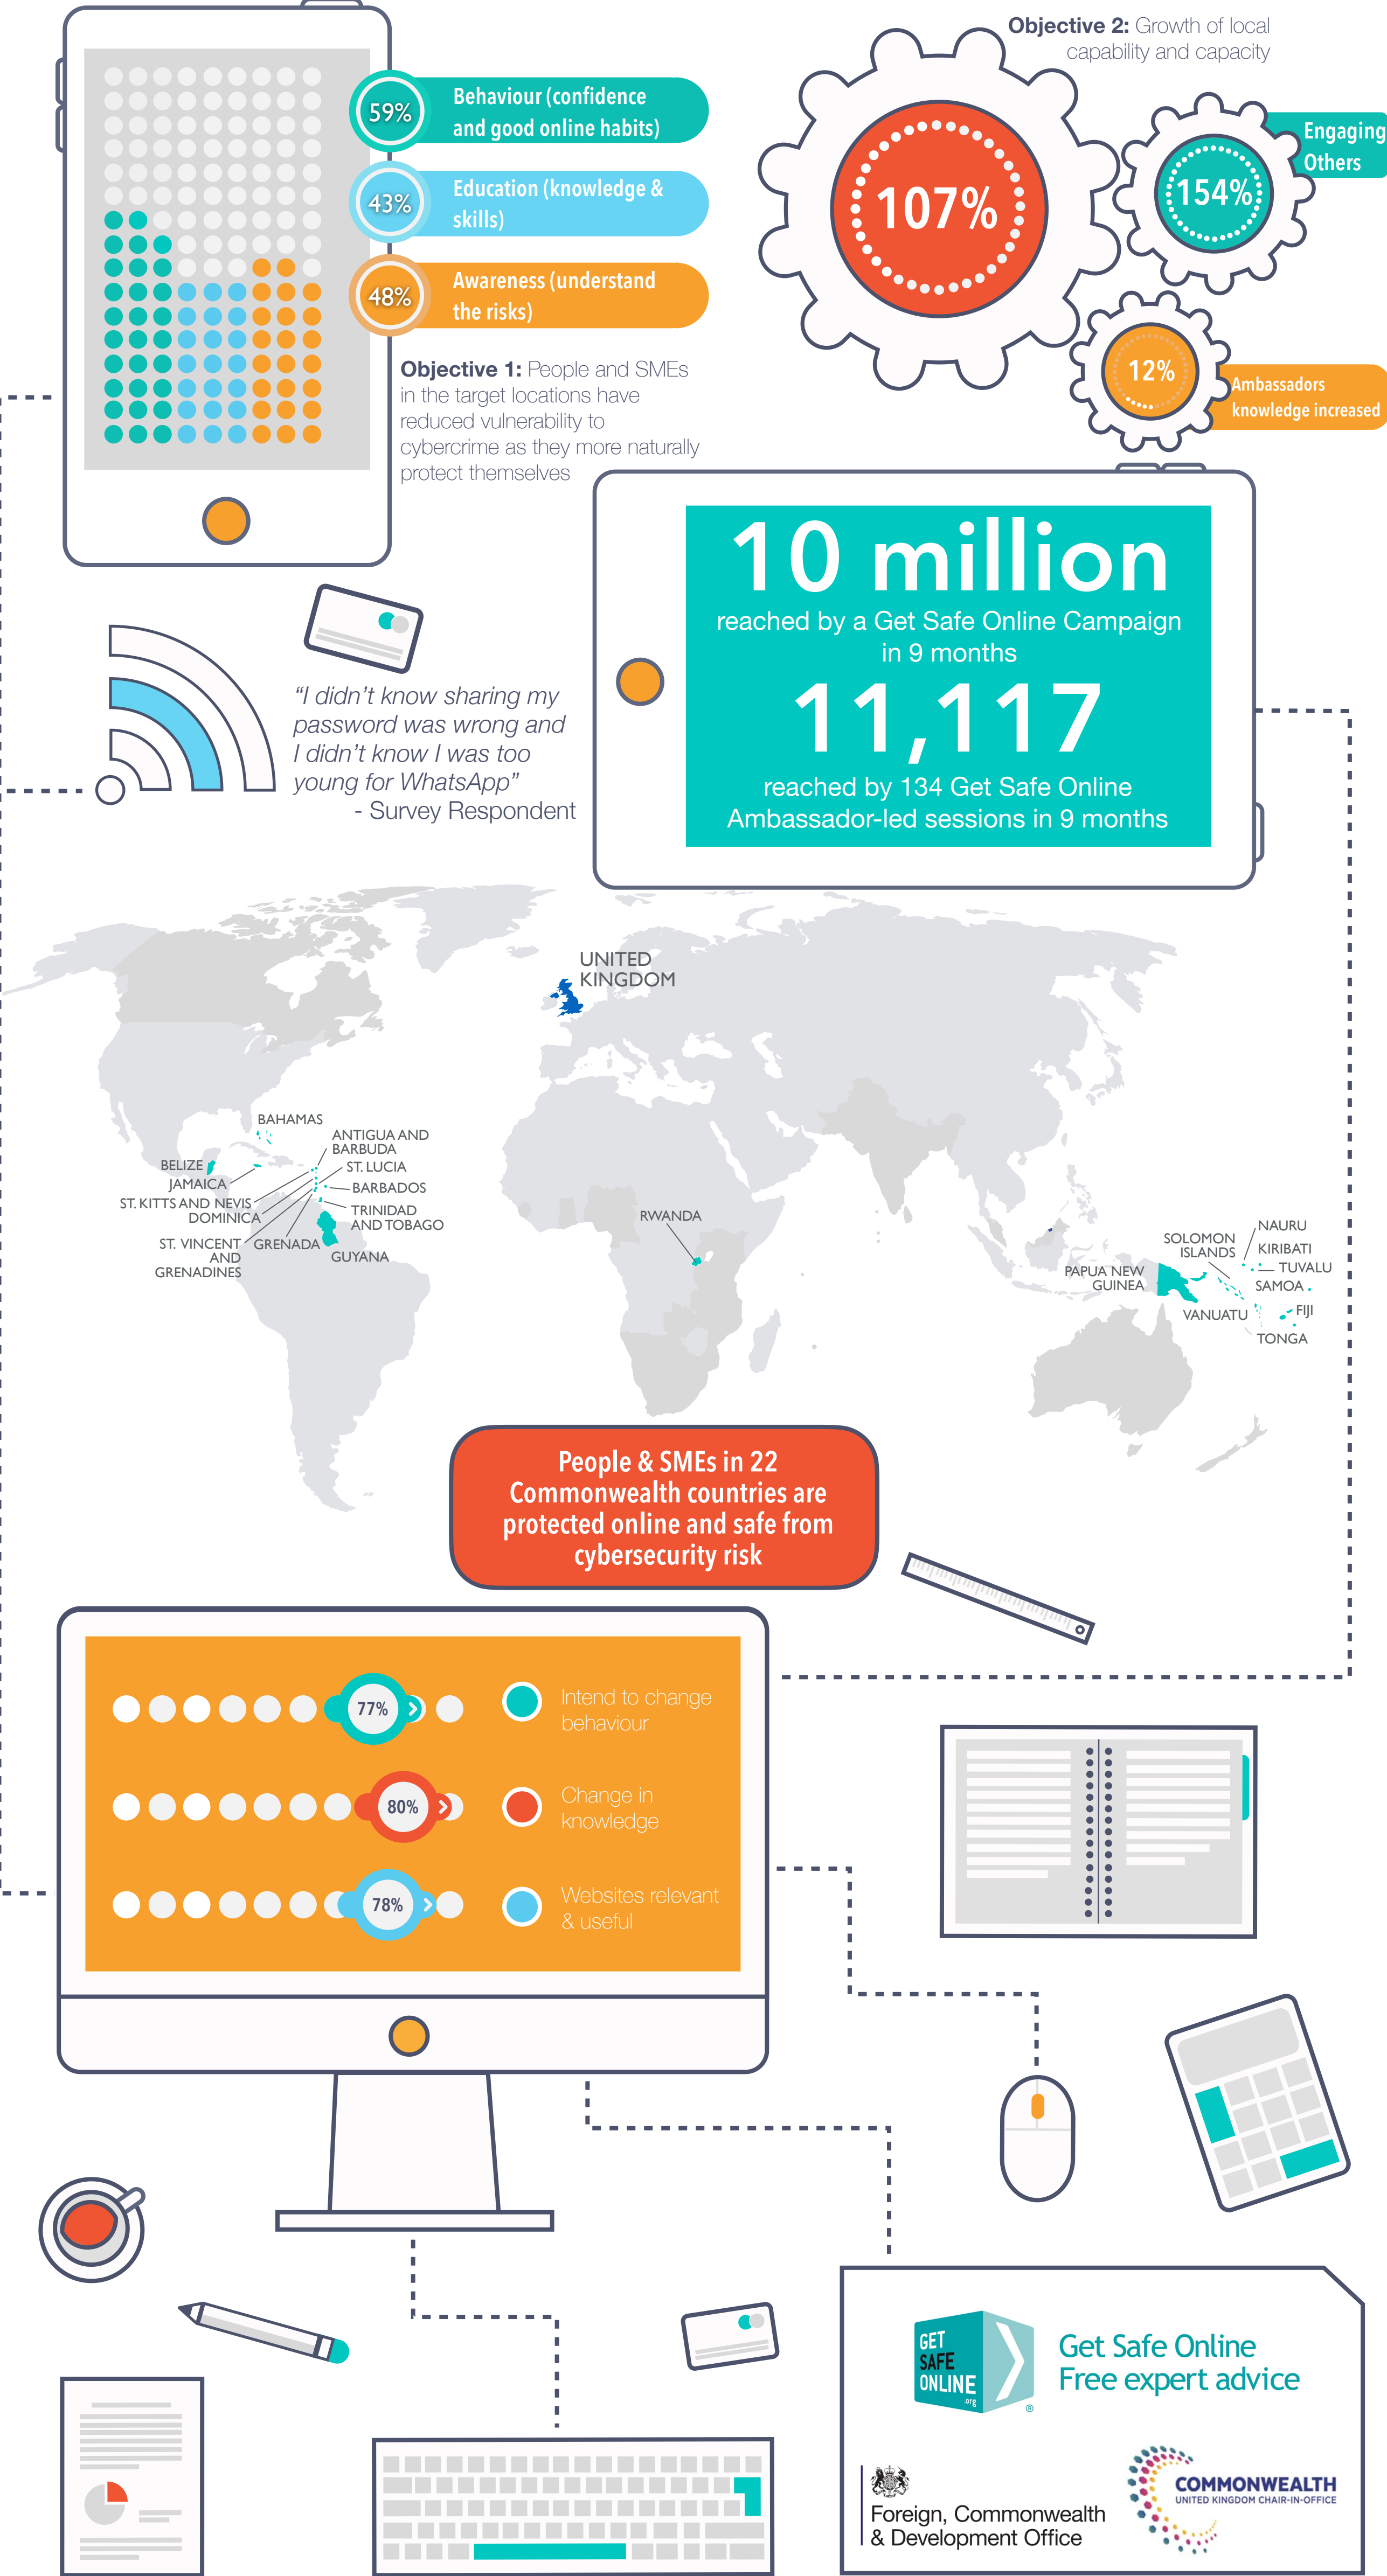 59%
Behaviour (confidence
and good online habits)
43%
Education (knowledge &
skills)
48%
Awareness (understand
the risks)
Objective 1: People and SMEs
in the target locations have
reduced vulnerability to
cybercrime as they more naturally
protect themselves
Objective 2: Growth of local
capability and capacity
107%
154%
Engaging
Others
12%
Ambassadors
knowledge increased
10 million
reached by a Get Safe Online Campaign
in 9 months
11,117
reached by 134 Get Safe Online
Ambassador-led sessions in 9 months
“I didn’t know sharing my
password was wrong and
I didn’t know I was too
young for WhatsApp”
- Survey Respondent
UNITED
KINGDOM
BAHAMAS
ANTIGUA AND
BARBUDA
BELIZE
ST. LUCIA
JAMAICA
BARBADOS
ST. KITTS AND NEVIS
DOMINICA
TRINIDAD
AND TOBAGO
ST. VINCENT
AND
GRENADINES
GRENADA
GUYANA
RWANDA
NAURU
SOLOMON
ISLANDS
KIRIBATI
TUVALU
PAPUA NEW
GUINEA
SAMOA
VANUATU
FIJI
TONGA
People & SMEs in 22
Commonwealth countries are
protected online and safe from
cybersecurity risk
77%
Intend to change
behaviour
80%
Change in
knowledge
78%
Websites relevant
& useful
GET
SAFE
ONLINE
.org
®
Get Safe Online
Free expert advice
Foreign, Commonwealth
& Development Office
COMMONWEALTH
UNITED KINGDOM CHAIR-IN-OFFICE